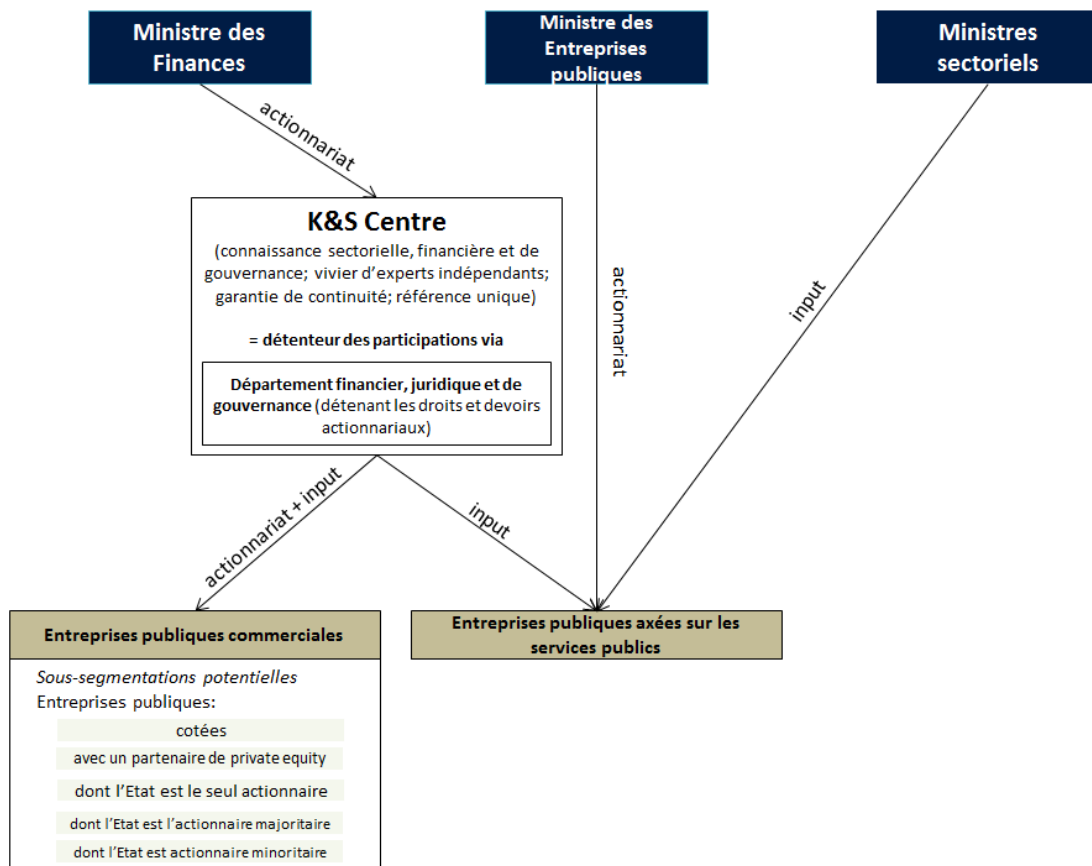 Ministre des
Finances
Ministre des
Entreprises
publiques
Ministres
sectoriels
actionnariat
K&S Centre
(connaissance sectorielle, financière et de
gouvernance; vivier d'experts indépendants;
garantie de continuité; référence unique)
= détenteur des participations via
Département financier, juridique et de
gouvernance (détenant les droits et devoirs
actionnariaux)
actionnariat
input
actionnariat + input
input
Entreprises publiques commerciales
Entreprises publiques axées sur les
services publics
Sous-segmentations potentielles
Entreprises publiques:
cotées
avec un partenaire de private equity
dont l'Etat est le seul actionnaire
dont l'Etat est l'actionnaire majoritaire
dont l'Etat est actionnaire minoritaire